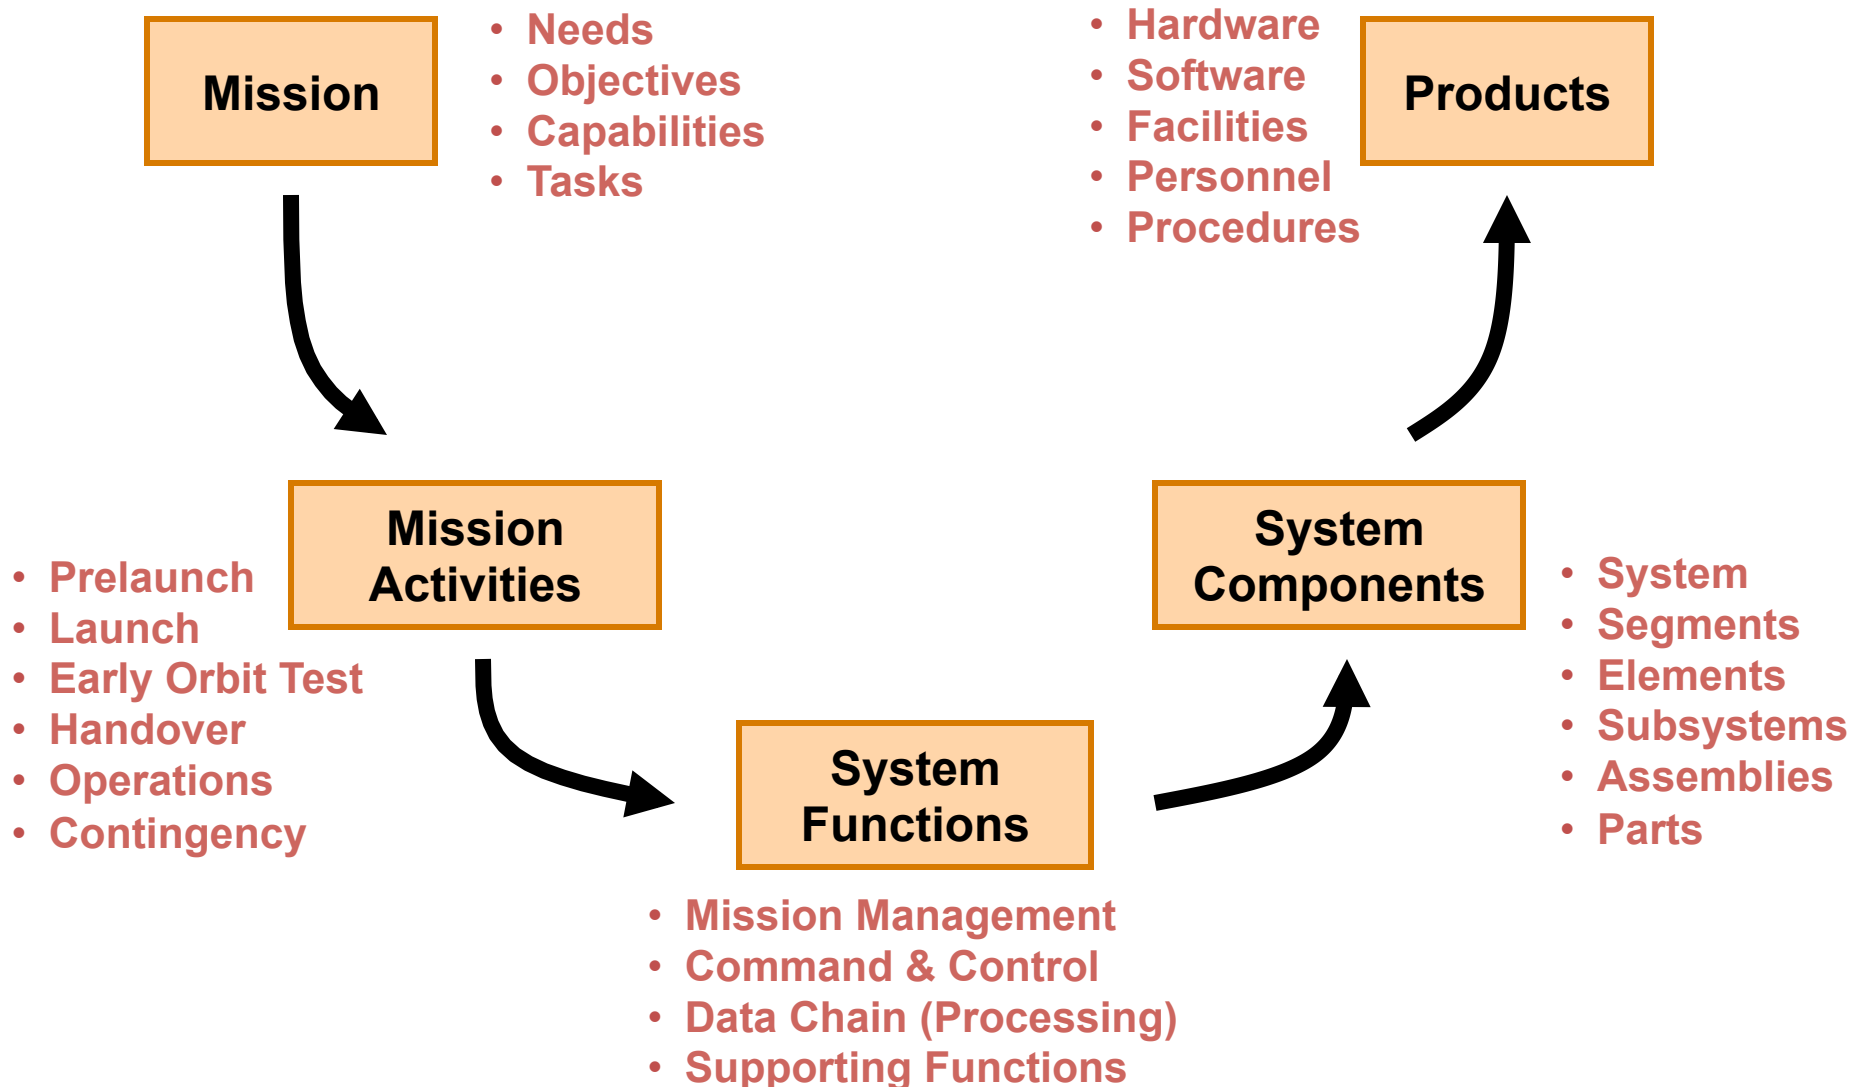 Mission
• Needs
• Objectives
• Capabilities
• Tasks
• Hardware
• Software
• Facilities
• Personnel
• Procedures
Products
Mission
Activities
• Prelaunch
• Launch
• Early Orbit Test
• Handover
• Operations
• Contingency
System
Functions
• Mission Management
• Command & Control
• Data Chain (Processing)
• Supporting Functions
System
Components
• System
• Segments
• Elements
• Subsystems
• Assemblies
• Parts